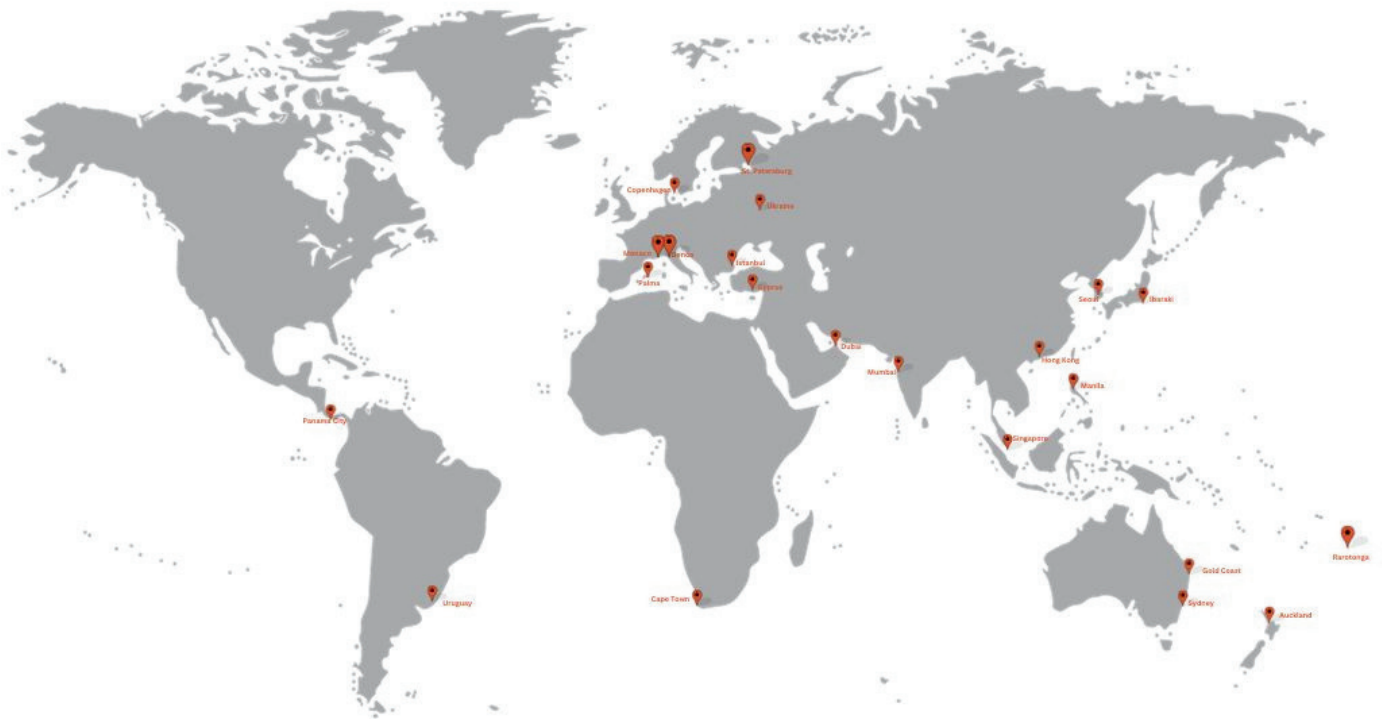 St. Petersburg
Copenhagen
Ukraine
Monaco
Genoa
Istanbul
Palma
Cyprus
Seoul
Ibaraki
Dubai
Hong Kong
Mumbai
Manila
Panama City
Singapore
Rarotonga
Gold Coast
Uruguay
Cape Town
Sydney
Auckland